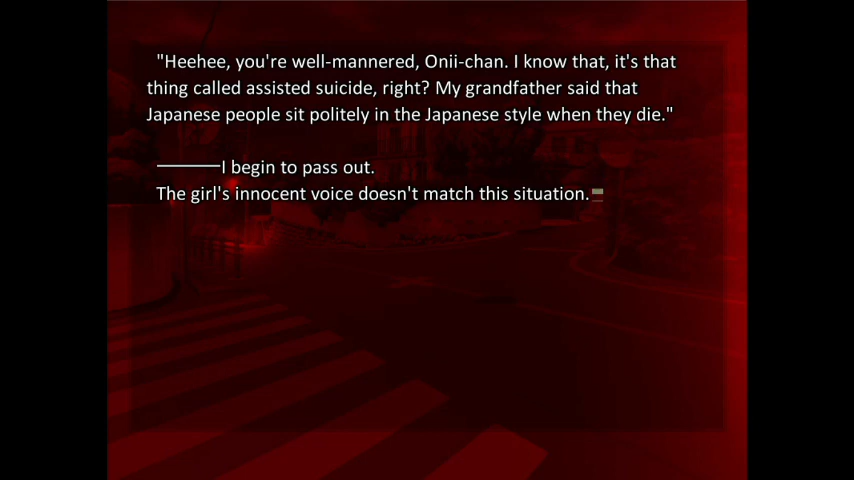 "Heehee, you're well-mannered, Onii-chan. I know that, it's that
thing called assisted suicide, right? My grandfather said that
Japanese people sit politely in the Japanese style when they die."
————I begin to pass out.
The girl's innocent voice doesn't match this situation.